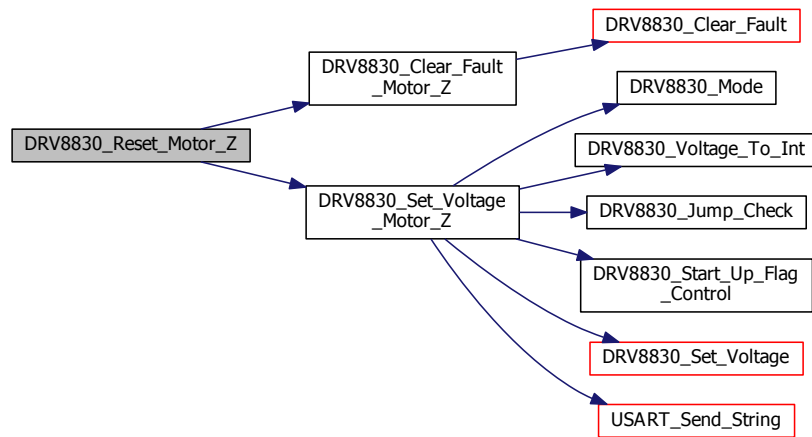 DRV8830_Reset_Motor_Z
DRV8830_Clear_Fault
_Motor_Z
DRV8830_Set_Voltage
_Motor_Z
DRV8830_Clear_Fault
DRV8830_Mode
DRV8830_Voltage_To_Int
DRV8830_Jump_Check
DRV8830_Start_Up_Flag
_Control
DRV8830_Set_Voltage
USART_Send_String